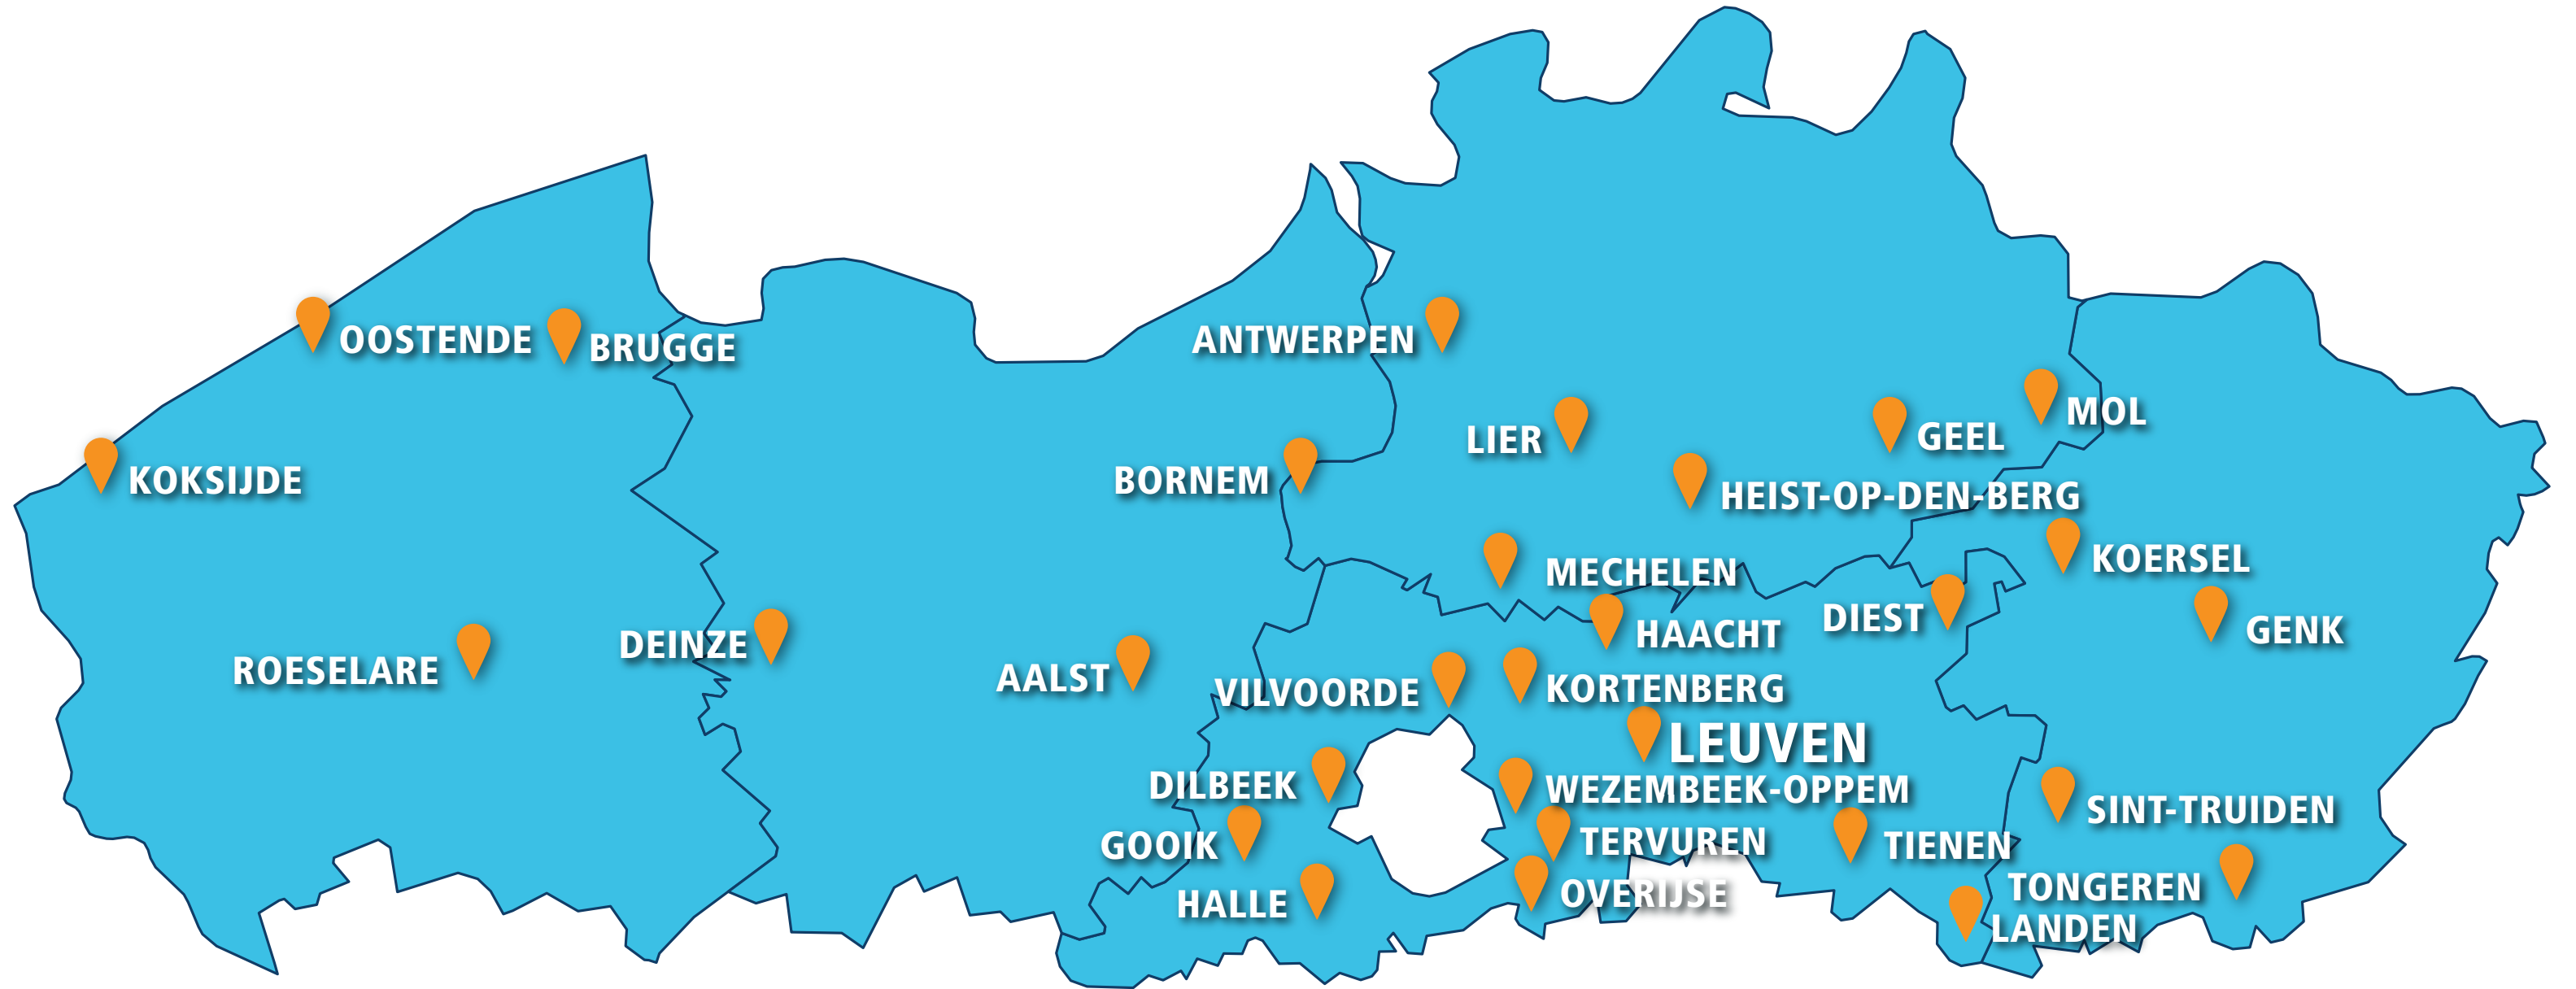 OOSTENDE
BRUGGE
ANTWERPEN
MOL
LIER
GEEL
KOKSIJDE
BORNEM
HEIST-OP-DEN-BERG
MECHELEN
KOERSEL
DIEST
HAACHT
GENK
DEINZE
ROESELARE
AALST
VILVOORDE
KORTENBERG
LEUVEN
DILBEEK
WEZEMBEEK-OPPEM
SINT-TRUIDEN
GOOIK
TERVUREN
TIENEN
HALLE
OVERIJSE
TONGEREN
LANDEN